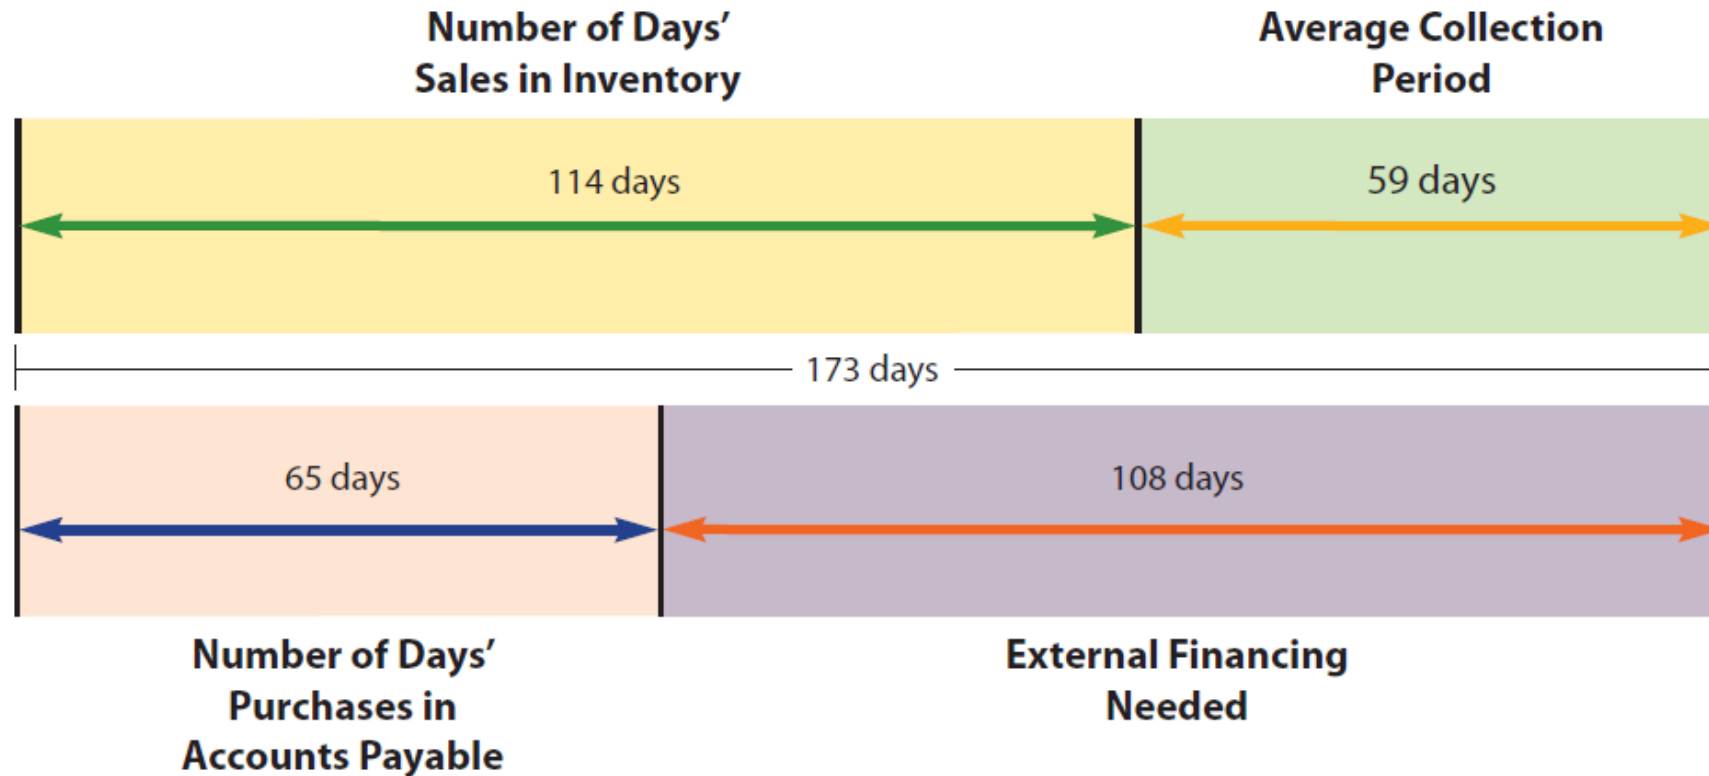 Number of Days’
Sales in Inventory
Average Collection
Period
114 days
59 days
173 days
65 days
108 days
Number of Days’
Purchases in
Accounts Payable
External Financing
Needed